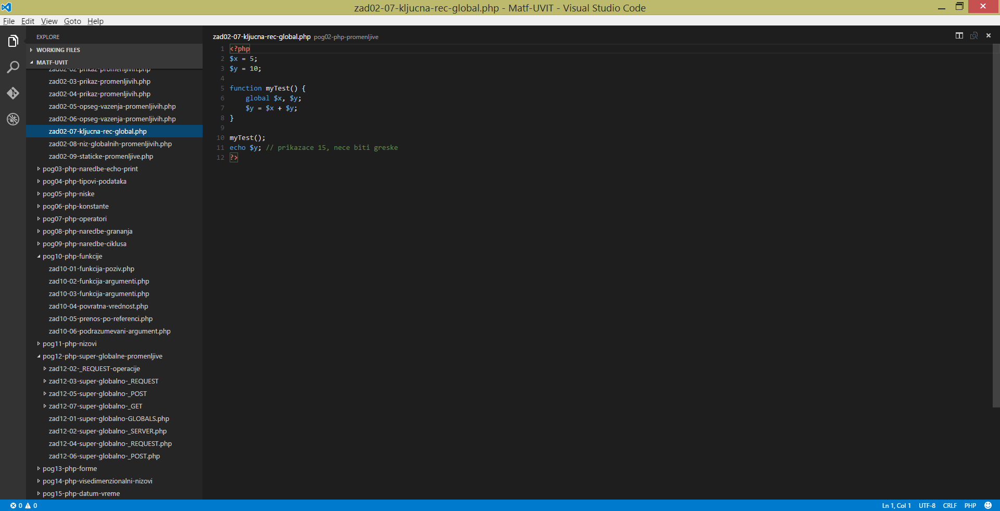 zad02-07-kljucna-rec-global.php - Matf-UVIT - Visual Studio Code
File Edit View Goto Help
EXPLORE
WORKING FILES
MATF-UVIT
zad02-02-prikaz-promenljivih.php
zad02-03-prikaz-promenljivih.php
zad02-04-prikaz-promenljivih.php
zad02-05-opseg-vazenja-promenljivih.php
zad02-06-opseg-vazenja-promenljivih.php
zad02-07-kljucna-rec-global.php
zad02-08-niz-globalnih-promenljivih.php
zad02-09-staticke-promenljive.php
pog03-php-naredbe-echo-print
pog04-php-tipovi-podataka
pog05-php-niske
pog06-php-konstante
pog07-php-operatori
pog08-php-naredbe-grananja
pog09-php-naredbe-ciklusa
pog10-php-funkcije
zad10-01-funkcija-poziv.php
zad10-02-funkcija-argumenti.php
zad10-03-funkcija-argumenti.php
zad10-04-povratna-vrednost.php
zad10-05-prenos-po-referenci.php
zad10-06-podrazumevani-argument.php
pog11-php-nizovi
pog12-php-super-globalne-promenljive
zad12-02-_REQUEST-operacije
zad12-03-super-globalno-_REQUEST
zad12-05-super-globalno-_POST
zad12-07-super-globalno-_GET
zad12-01-super-globalno-GLOBALS.php
zad12-02-super-globalno-_SERVER.php
zad12-04-super-globalno-_REQUEST.php
zad12-06-super-globalno-_POST.php
pog13-php-forme
pog14-php-visedimenzionalni-nizovi
pog15-php-datum-vreme
zad02-07-kljucna-rec-global.php pog02-php-promenljive
1 <?php
2 $x = 5;
3 $y = 10;
4
5 function myTest() {
6 global $x, $y;
7 $y = $x + $y;
8 }
9
10 myTest();
11 echo $y; // prikazace 15, nece biti greske
12 ?>
0 0 Ln 1, Col 1 UTF-8 CRLF PHP